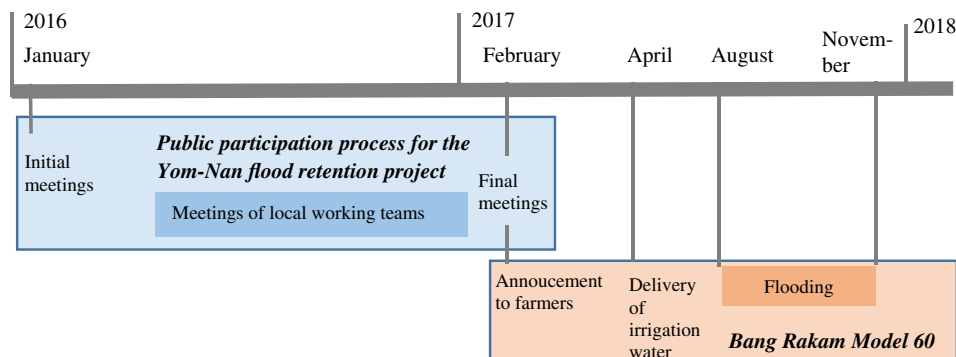 2016
2017
2018
January
February
April
August
Novem-
ber
Public participation process for the
Yom-Nan flood retention project
Initial
meetings
Meetings of local working teams
Final
meetings
Annoucement
to farmers
Delivery
of
irrigation
water
Flooding
Bang Rakam Model 60